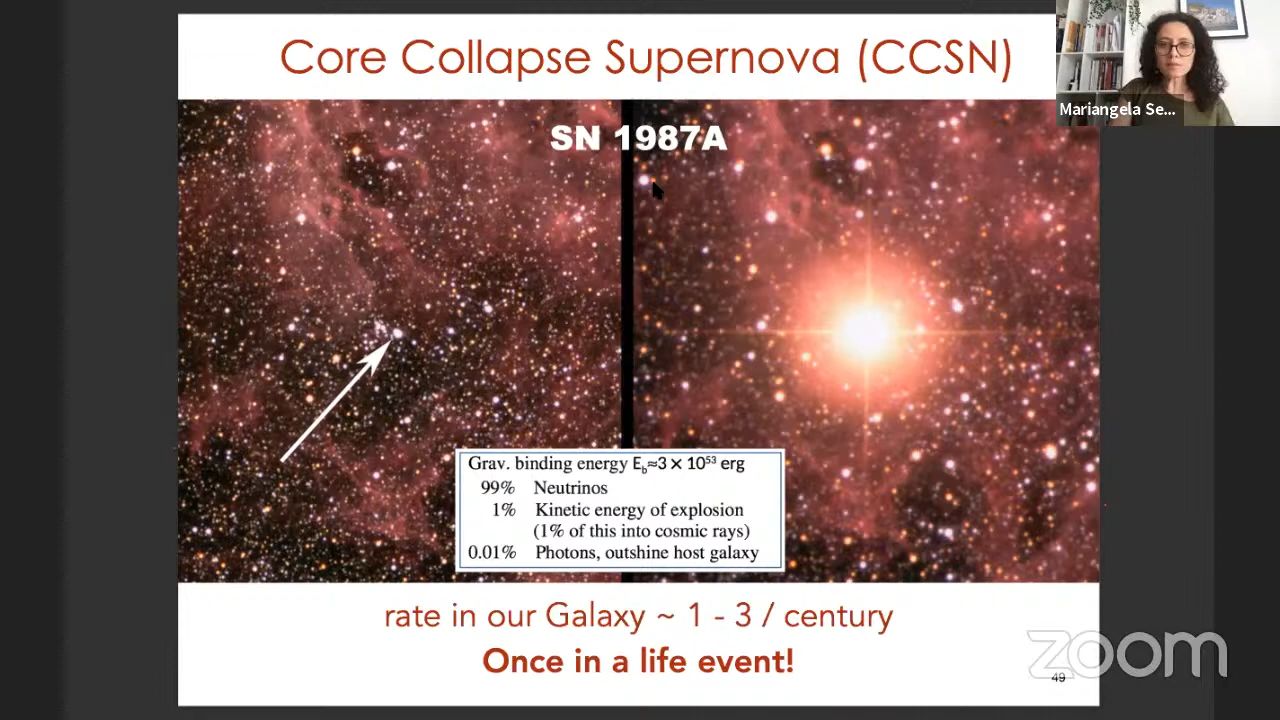 Core Collapse Supernova (CCSN)
Mariangela Se...
SN 1987A
Grav. binding energy E_b≈3 × 10⁵³ erg
99% Neutrinos
1% Kinetic energy of explosion
(1% of this into cosmic rays)
0.01% Photons, outshine host galaxy
rate in our Galaxy ~ 1 - 3 / century
Once in a life event!
zoom
49